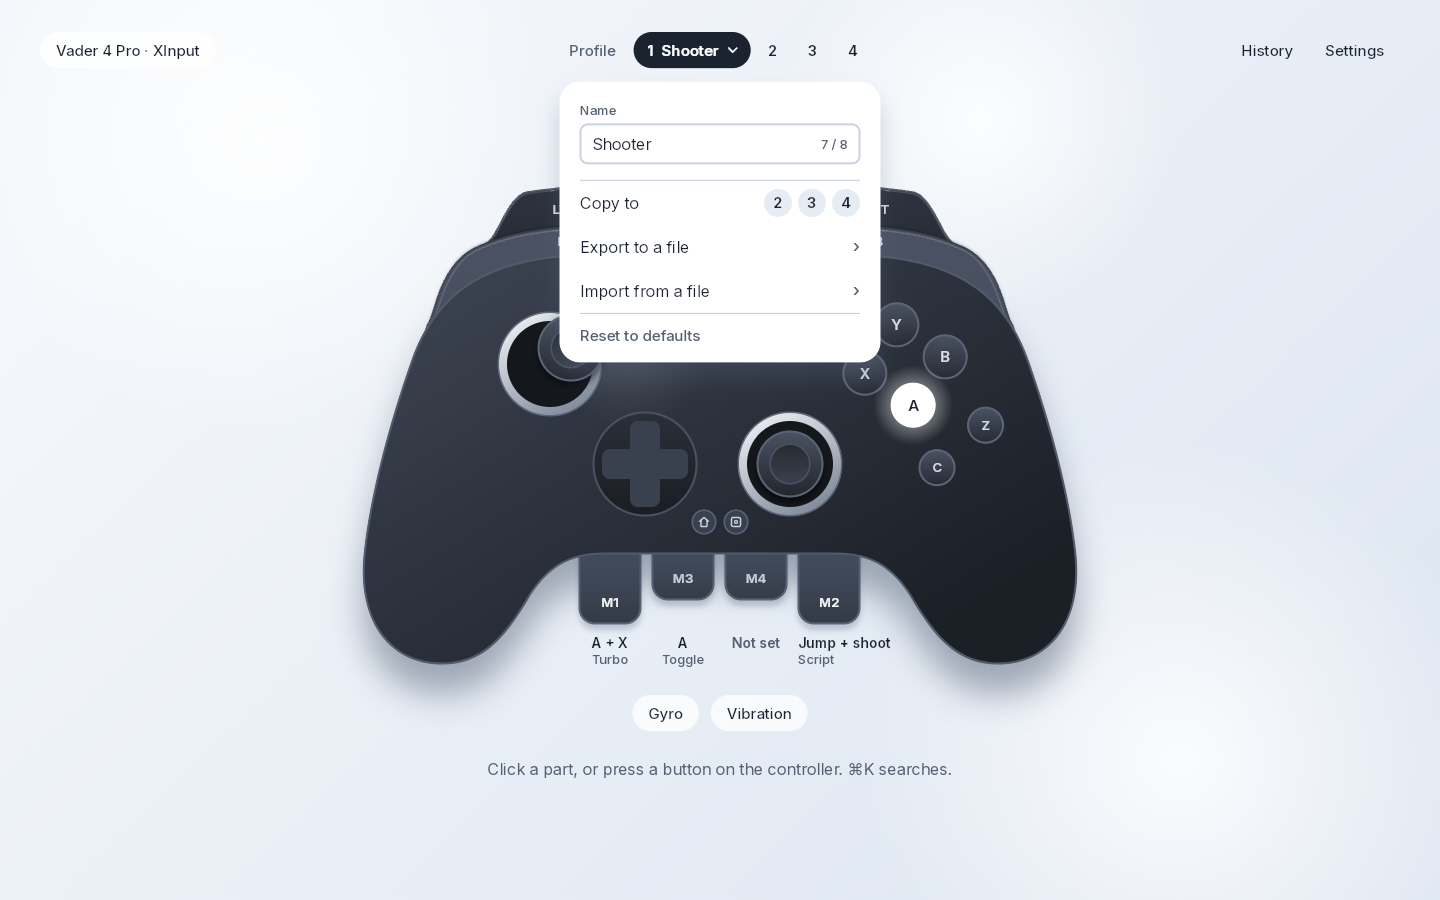 Vader 4 Pro · XInput
Profile
1 Shooter
2
3
4
History
Settings
Name
Shooter
7 / 8
Copy to
2
3
4
Export to a file
Import from a file
Reset to defaults
Y
B
X
A
Z
C
M1
M3
M4
M2
A + X
Turbo
A
Toggle
Not set
Jump + shoot
Script
Gyro
Vibration
Click a part, or press a button on the controller. ⌘K searches.